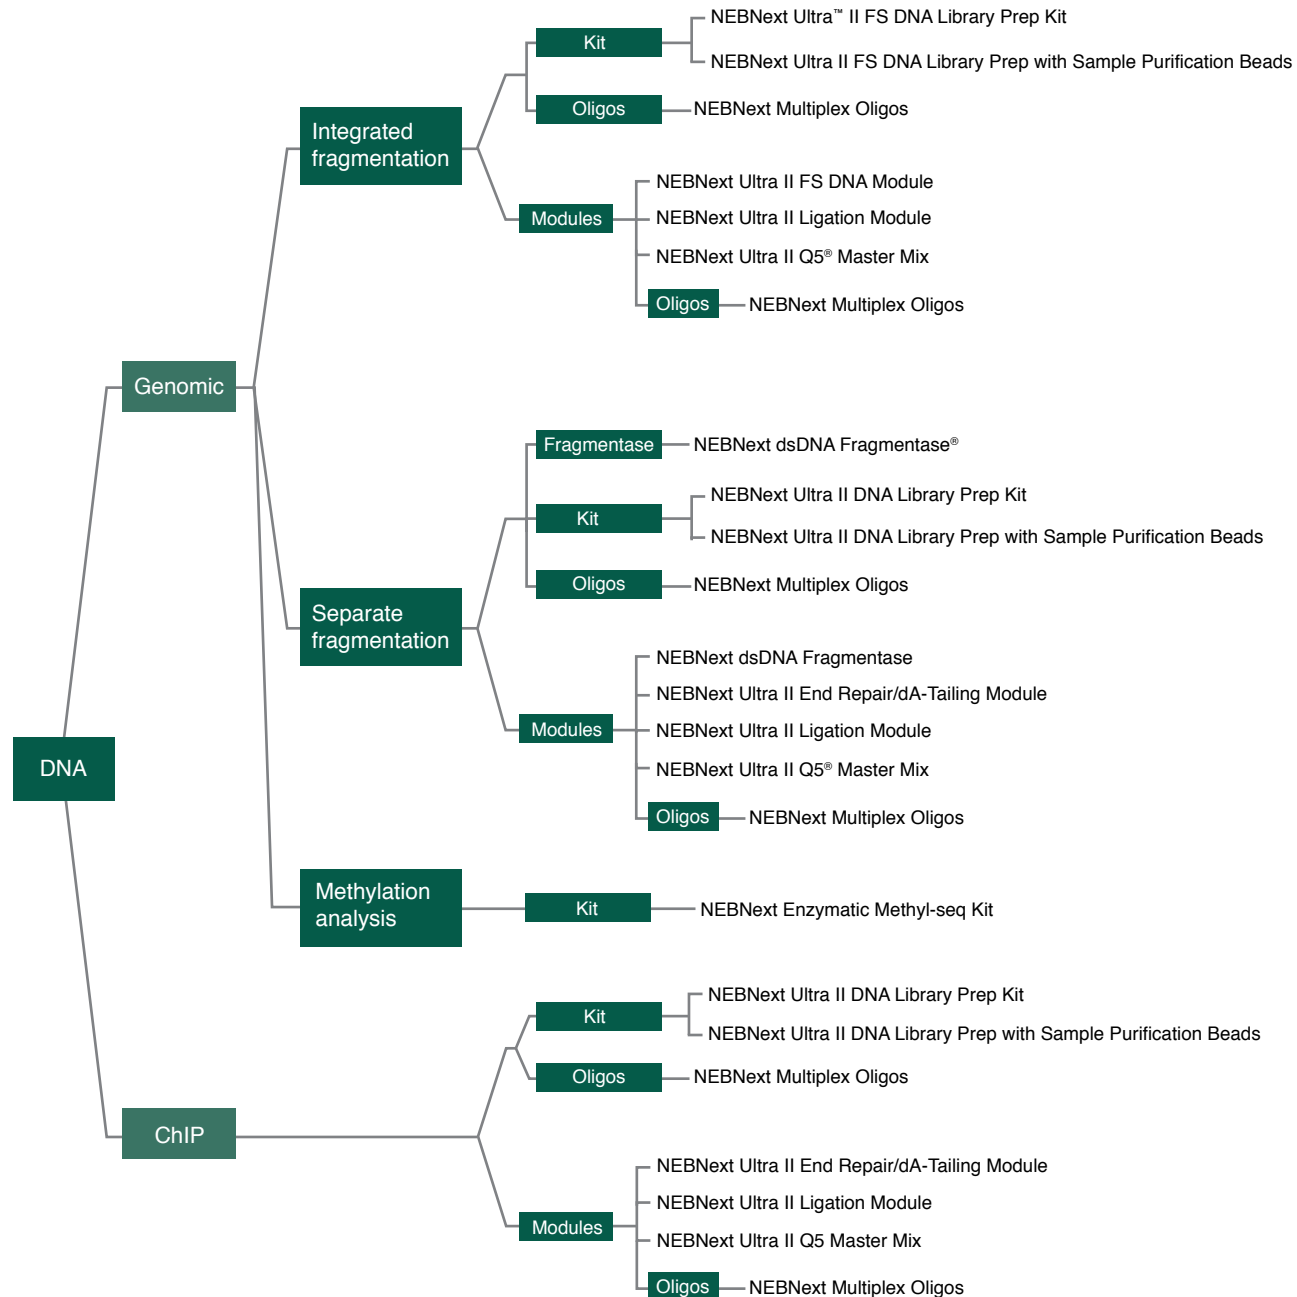 NEBNext Ultra™ II FS DNA Library Prep Kit
Kit
NEBNext Ultra II FS DNA Library Prep with Sample Purification Beads
Oligos
NEBNext Multiplex Oligos
Integrated
fragmentation
NEBNext Ultra II FS DNA Module
Modules
NEBNext Ultra II Ligation Module
NEBNext Ultra II Q5® Master Mix
Oligos
NEBNext Multiplex Oligos
Genomic
Fragmentase
NEBNext dsDNA Fragmentase®
NEBNext Ultra II DNA Library Prep Kit
Kit
NEBNext Ultra II DNA Library Prep with Sample Purification Beads
Oligos
NEBNext Multiplex Oligos
Separate
fragmentation
NEBNext dsDNA Fragmentase
NEBNext Ultra II End Repair/dA-Tailing Module
Modules
NEBNext Ultra II Ligation Module
NEBNext Ultra II Q5® Master Mix
Oligos
NEBNext Multiplex Oligos
DNA
Methylation
analysis
Kit
NEBNext Enzymatic Methyl-seq Kit
NEBNext Ultra II DNA Library Prep Kit
Kit
NEBNext Ultra II DNA Library Prep with Sample Purification Beads
Oligos
NEBNext Multiplex Oligos
ChIP
NEBNext Ultra II End Repair/dA-Tailing Module
NEBNext Ultra II Ligation Module
Modules
NEBNext Ultra II Q5 Master Mix
Oligos
NEBNext Multiplex Oligos